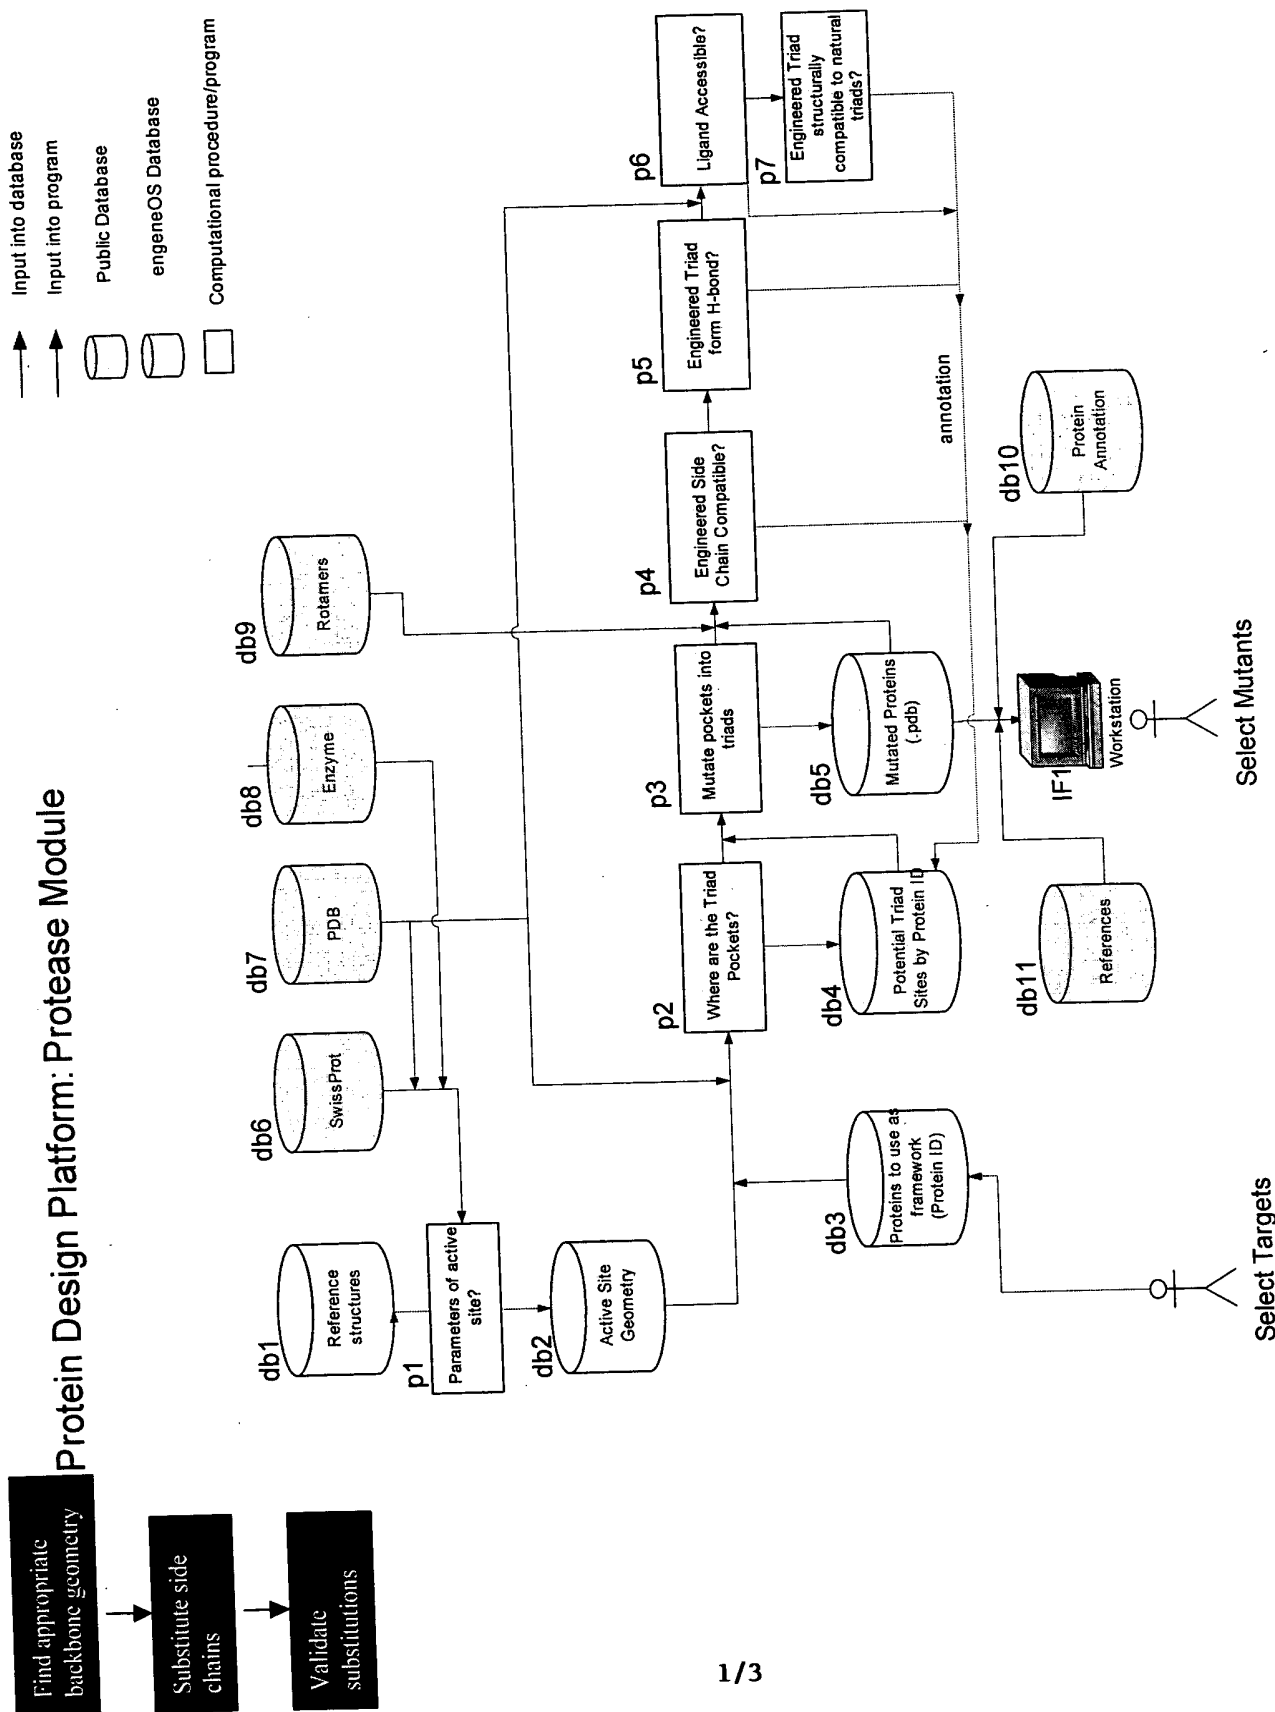 Find appropriate
backbone geometry
Substitute side
chains
Validate
substitutions
Protein Design Platform: Protease Module
Input into database
Input into program
Public Database
engeneOS Database
Computational procedure/program
db1
Reference
structures
db6
SwissProt
db7
PDB
db8
Enzyme
db9
Rotamers
p1
Parameters of active
site?
db2
Active Site
Geometry
p2
Where are the Triad
Pockets?
p3
Mutate pockets into
triads
p4
Engineered Side
Chain Compatible?
p5
Engineered Triad
form H-bond?
p6
Ligand Accessible?
p7
Engineered Triad
structurally
compatible to natural
triads?
db3
Proteins to use as
framework
(Protein ID)
db4
Potential Triad
Sites by Protein ID
db5
Mutated Proteins
(.pdb)
annotation
db11
References
IF1
Workstation
db10
Protein
Annotation
Select Targets
Select Mutants
1/3